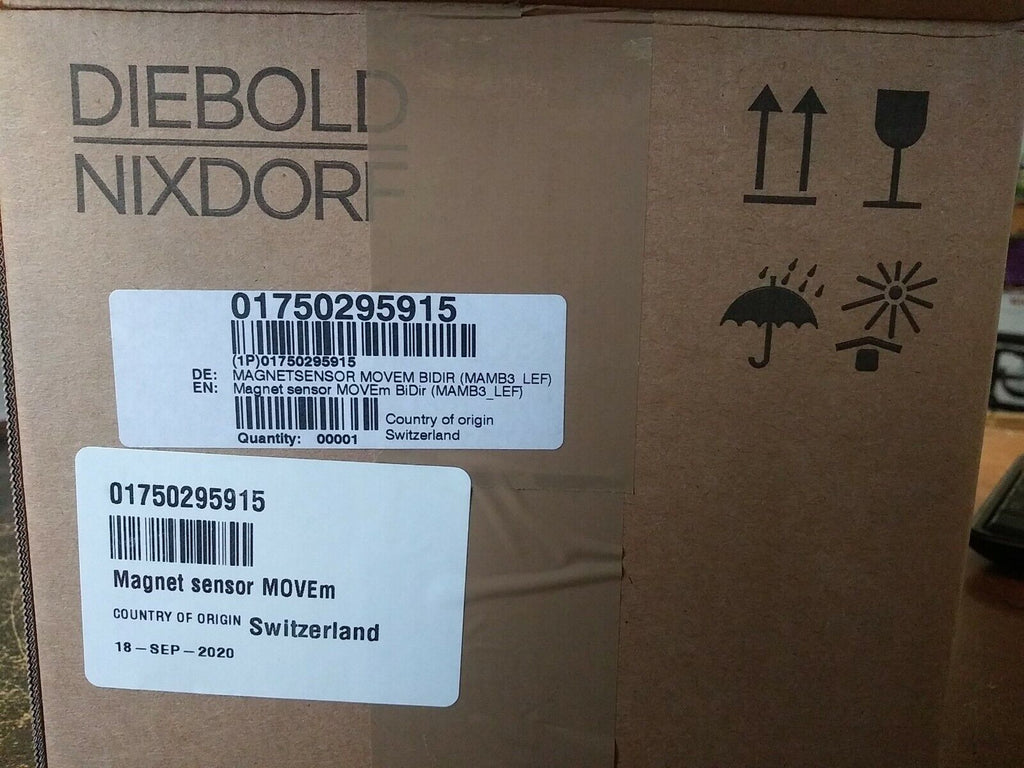 DIEBOLD
NIXDORF
01750295915
(1P)01750295915
DE: MAGNETSENSOR MOVEM BIDIR (MAMB3_LEF)
EN: Magnet sensor MOVEm BiDir (MAMB3_LEF)
Country of origin
Quantity: 00001 Switzerland
01750295915
Magnet sensor MOVEm
COUNTRY OF ORIGIN Switzerland
18-SEP-2020